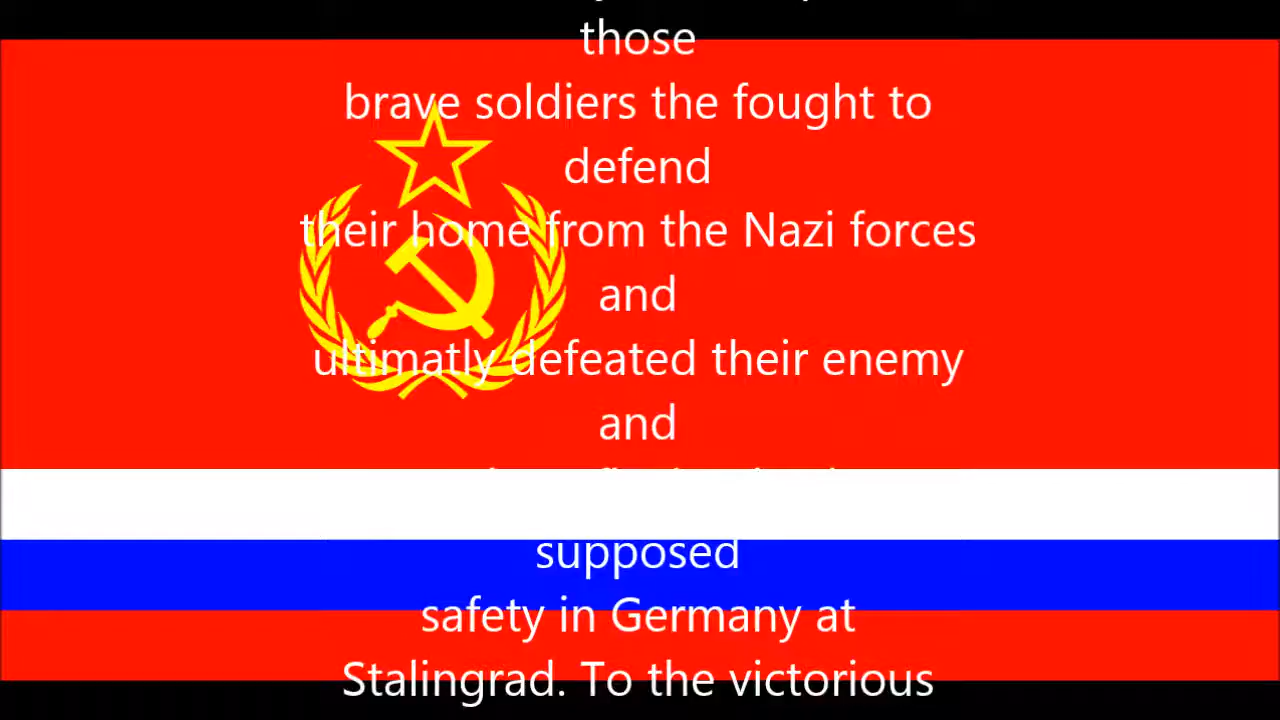 those
brave soldiers the fought to
defend
their home from the Nazi forces
and
ultimatly defeated their enemy
and
supposed
safety in Germany at
Stalingrad. To the victorious